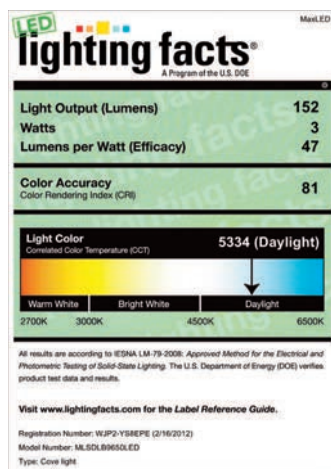 MaxLED
LED
lighting facts®
A Program of the U.S. DOE
Light Output (Lumens) 152
Watts 3
Lumens per Watt (Efficacy) 47
Color Accuracy 81
Color Rendering Index (CRI)
Light Color 5334 (Daylight)
Correlated Color Temperature (CCT)
Warm White Bright White Daylight
2700K 3000K 4500K 6500K
All results are according to IESNA LM-79-2008: Approved Method for the Electrical and
Photometric Testing of Solid-State Lighting. The U.S. Department of Energy (DOE) verifies
product test data and results.
Visit www.lightingfacts.com for the Label Reference Guide.
Registration Number: WJP2-YS8EPE (2/16/2012)
Model Number: MLSDLB9650LED
Type: Cove light